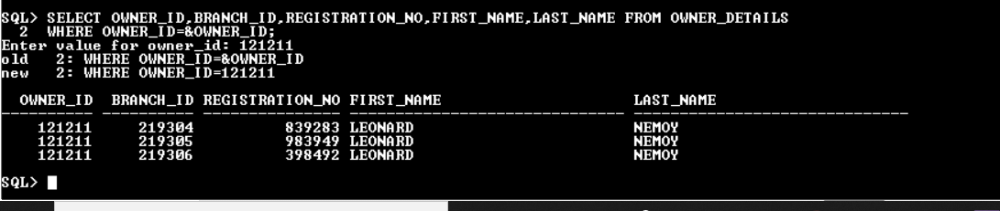 SQL> SELECT OWNER_ID,BRANCH_ID,REGISTRATION_NO,FIRST_NAME,LAST_NAME FROM OWNER_DETAILS
2 WHERE OWNER_ID=&OWNER_ID;
Enter value for owner_id: 121211
old 2: WHERE OWNER_ID=&OWNER_ID
new 2: WHERE OWNER_ID=121211
OWNER_ID BRANCH_ID REGISTRATION_NO FIRST_NAME LAST_NAME
---------- ---------- --------------- ------------------------------ ------------------------------
121211 219304 839283 LEONARD NEMOY
121211 219305 983949 LEONARD NEMOY
121211 219306 398492 LEONARD NEMOY
SQL>